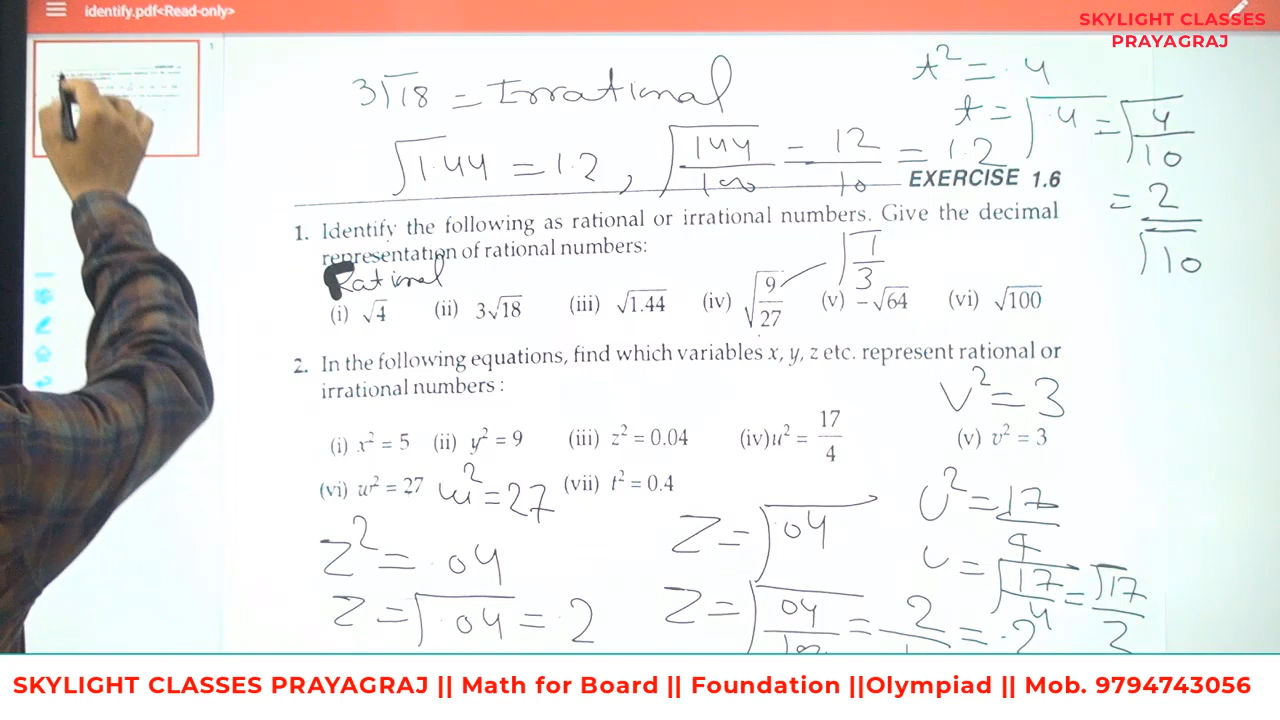 identify.pdf<Read-only>
SKYLIGHT CLASSES
PRAYAGRAJ
1
3√18 = Irrational
t² = .4
t = √.4 = √4/10
= 2/√10
√1.44 = 1.2, √144/100 = 12/10 = 1.2
EXERCISE 1.6
1. Identify the following as rational or irrational numbers. Give the decimal
representation of rational numbers:
Rational
√1/3
(i) √4 (ii) 3√18 (iii) √1.44 (iv) √9/27 (v) −√64 (vi) √100
2. In the following equations, find which variables x, y, z etc. represent rational or
irrational numbers :
v² = 3
(i) x² = 5 (ii) y² = 9 (iii) z² = 0.04 (iv) u² = 17/4 (v) v² = 3
(vi) w² = 27 w² = 27 (vii) t² = 0.4
z² = .04
z = √.04 = .2
z = √.04
z = √04/100 = 2/ = .2
u² = 17/4
u = √17/4 = √17/2
SKYLIGHT CLASSES PRAYAGRAJ || Math for Board || Foundation ||Olympiad || Mob. 9794743056